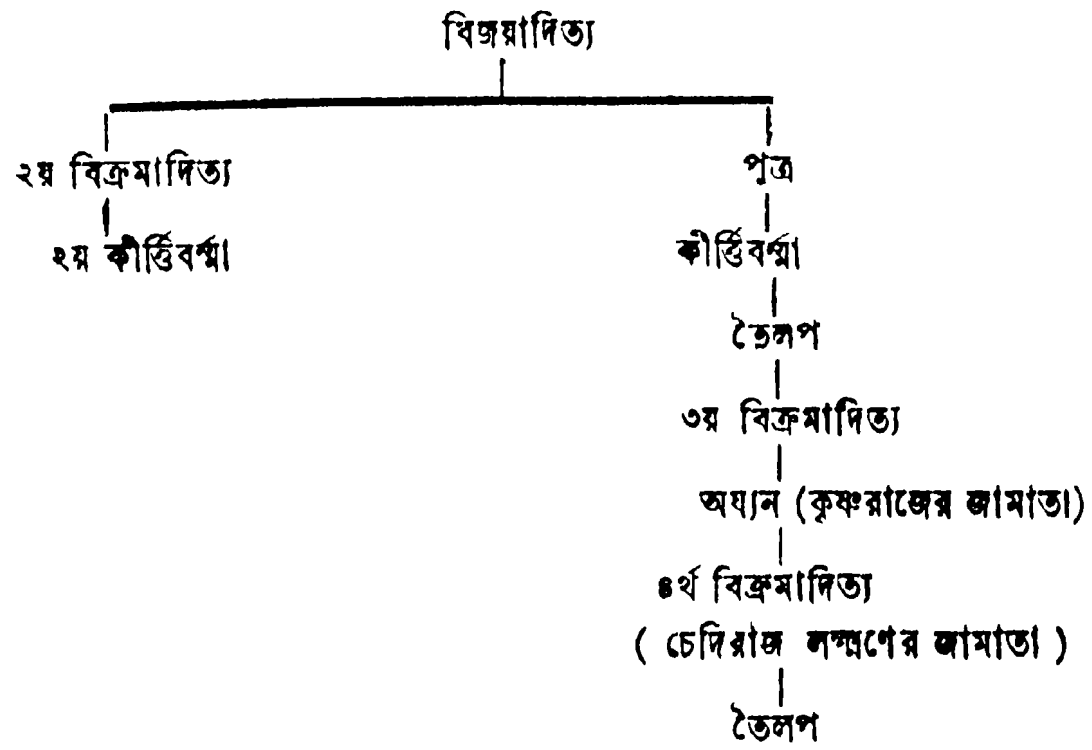 বিজয়াদিত্য
২য় বিক্রমাদিত্য পুত্র
২য় কীর্ত্তিবর্ম্মা কীর্ত্তিবর্ম্মা
তৈলপ
৩য় বিক্রমাদিত্য
অয্যন (কৃষ্ণরাজের জামাতা)
৪র্থ বিক্রমাদিত্য
( চেদিরাজ লক্ষ্মণের জামাতা )
তৈলপ